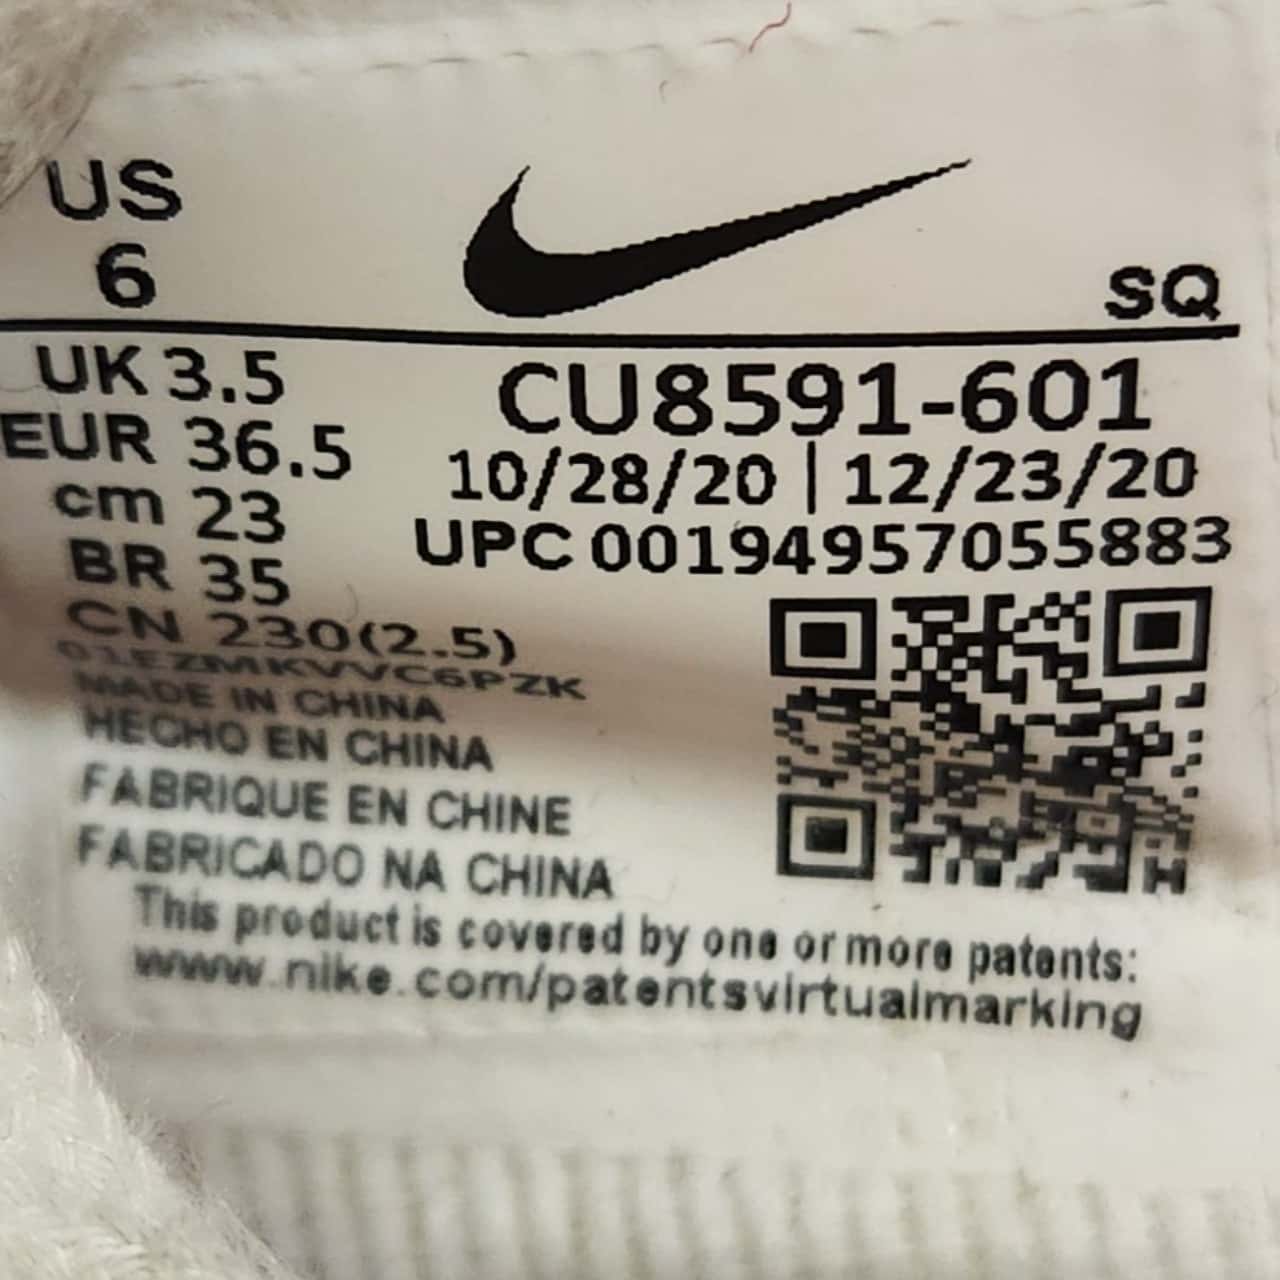 US
6
SQ
UK 3.5
EUR 36.5
cm 23
BR 35
CN 230(2.5)
01EZMKVVC6PZK
CU8591-601
10/28/20 | 12/23/20
UPC 00194957055883
MADE IN CHINA
HECHO EN CHINA
FABRIQUE EN CHINE
FABRICADO NA CHINA
This product is covered by one or more patents:
www.nike.com/patentsvirtualmarking